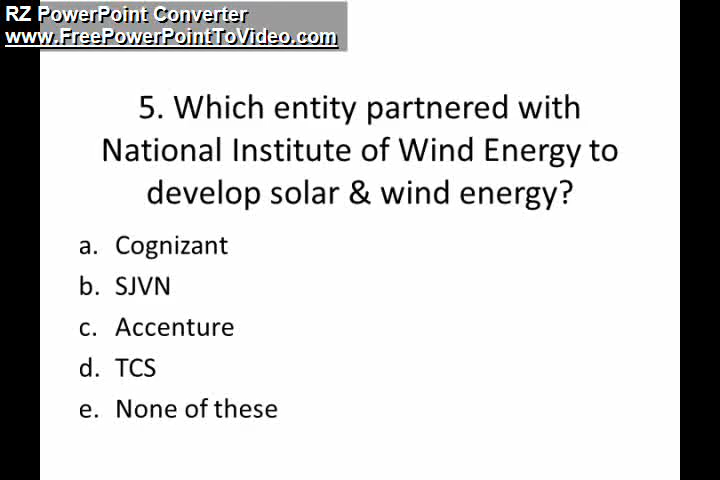 RZ PowerPoint Converter
www.FreePowerPointToVideo.com
5. Which entity partnered with
National Institute of Wind Energy to
develop solar & wind energy?
a. Cognizant
b. SJVN
c. Accenture
d. TCS
e. None of these